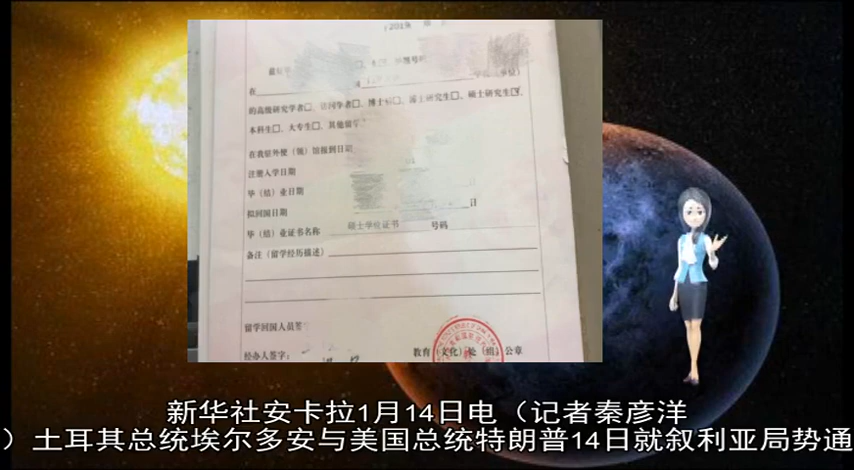 2019
在
的高级研究学者□、访问学者□、博士后□、博士研究生□、硕士研究生☑、
本科生□、大专生□、其他留学
在我驻外使（领）馆报到日期
注册入学日期
毕（结）业日期
拟回国日期 日
毕（结）业证书名称 硕士学位证书 号码
备注（留学经历描述）
留学回国人员签
经办人签字： 教育（文化）处（组）公章
新华社安卡拉1月14日电（记者秦彦洋
）土耳其总统埃尔多安与美国总统特朗普14日就叙利亚局势通